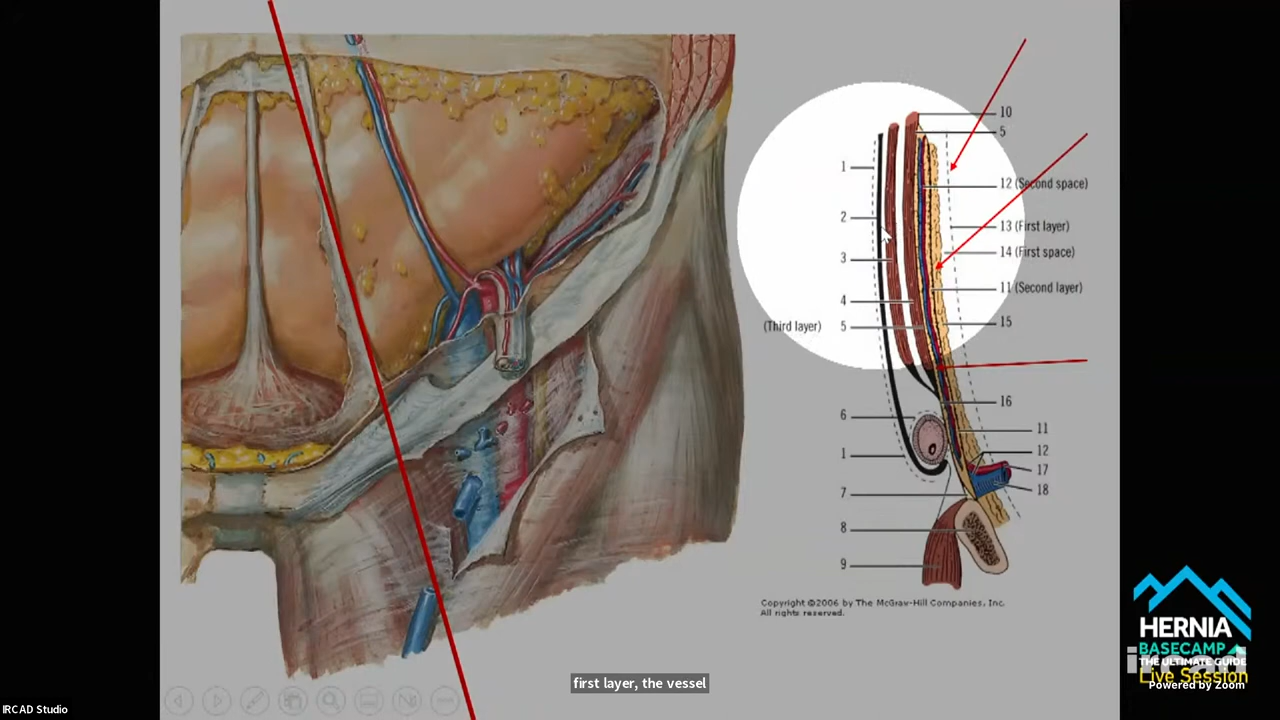 10
5
1
12 (Second space)
2
13 (First layer)
14 (First space)
3
11 (Second layer)
4
15
(Third layer) 5
16
6
11
12
1
17
18
7
8
9
Copyright ©2006 by The McGraw-Hill Companies, Inc.
All rights reserved.
first layer, the vessel
HERNIA
BASECAMP
THE ULTIMATE GUIDE
ircad
Live Session
Powered by Zoom
IRCAD Studio